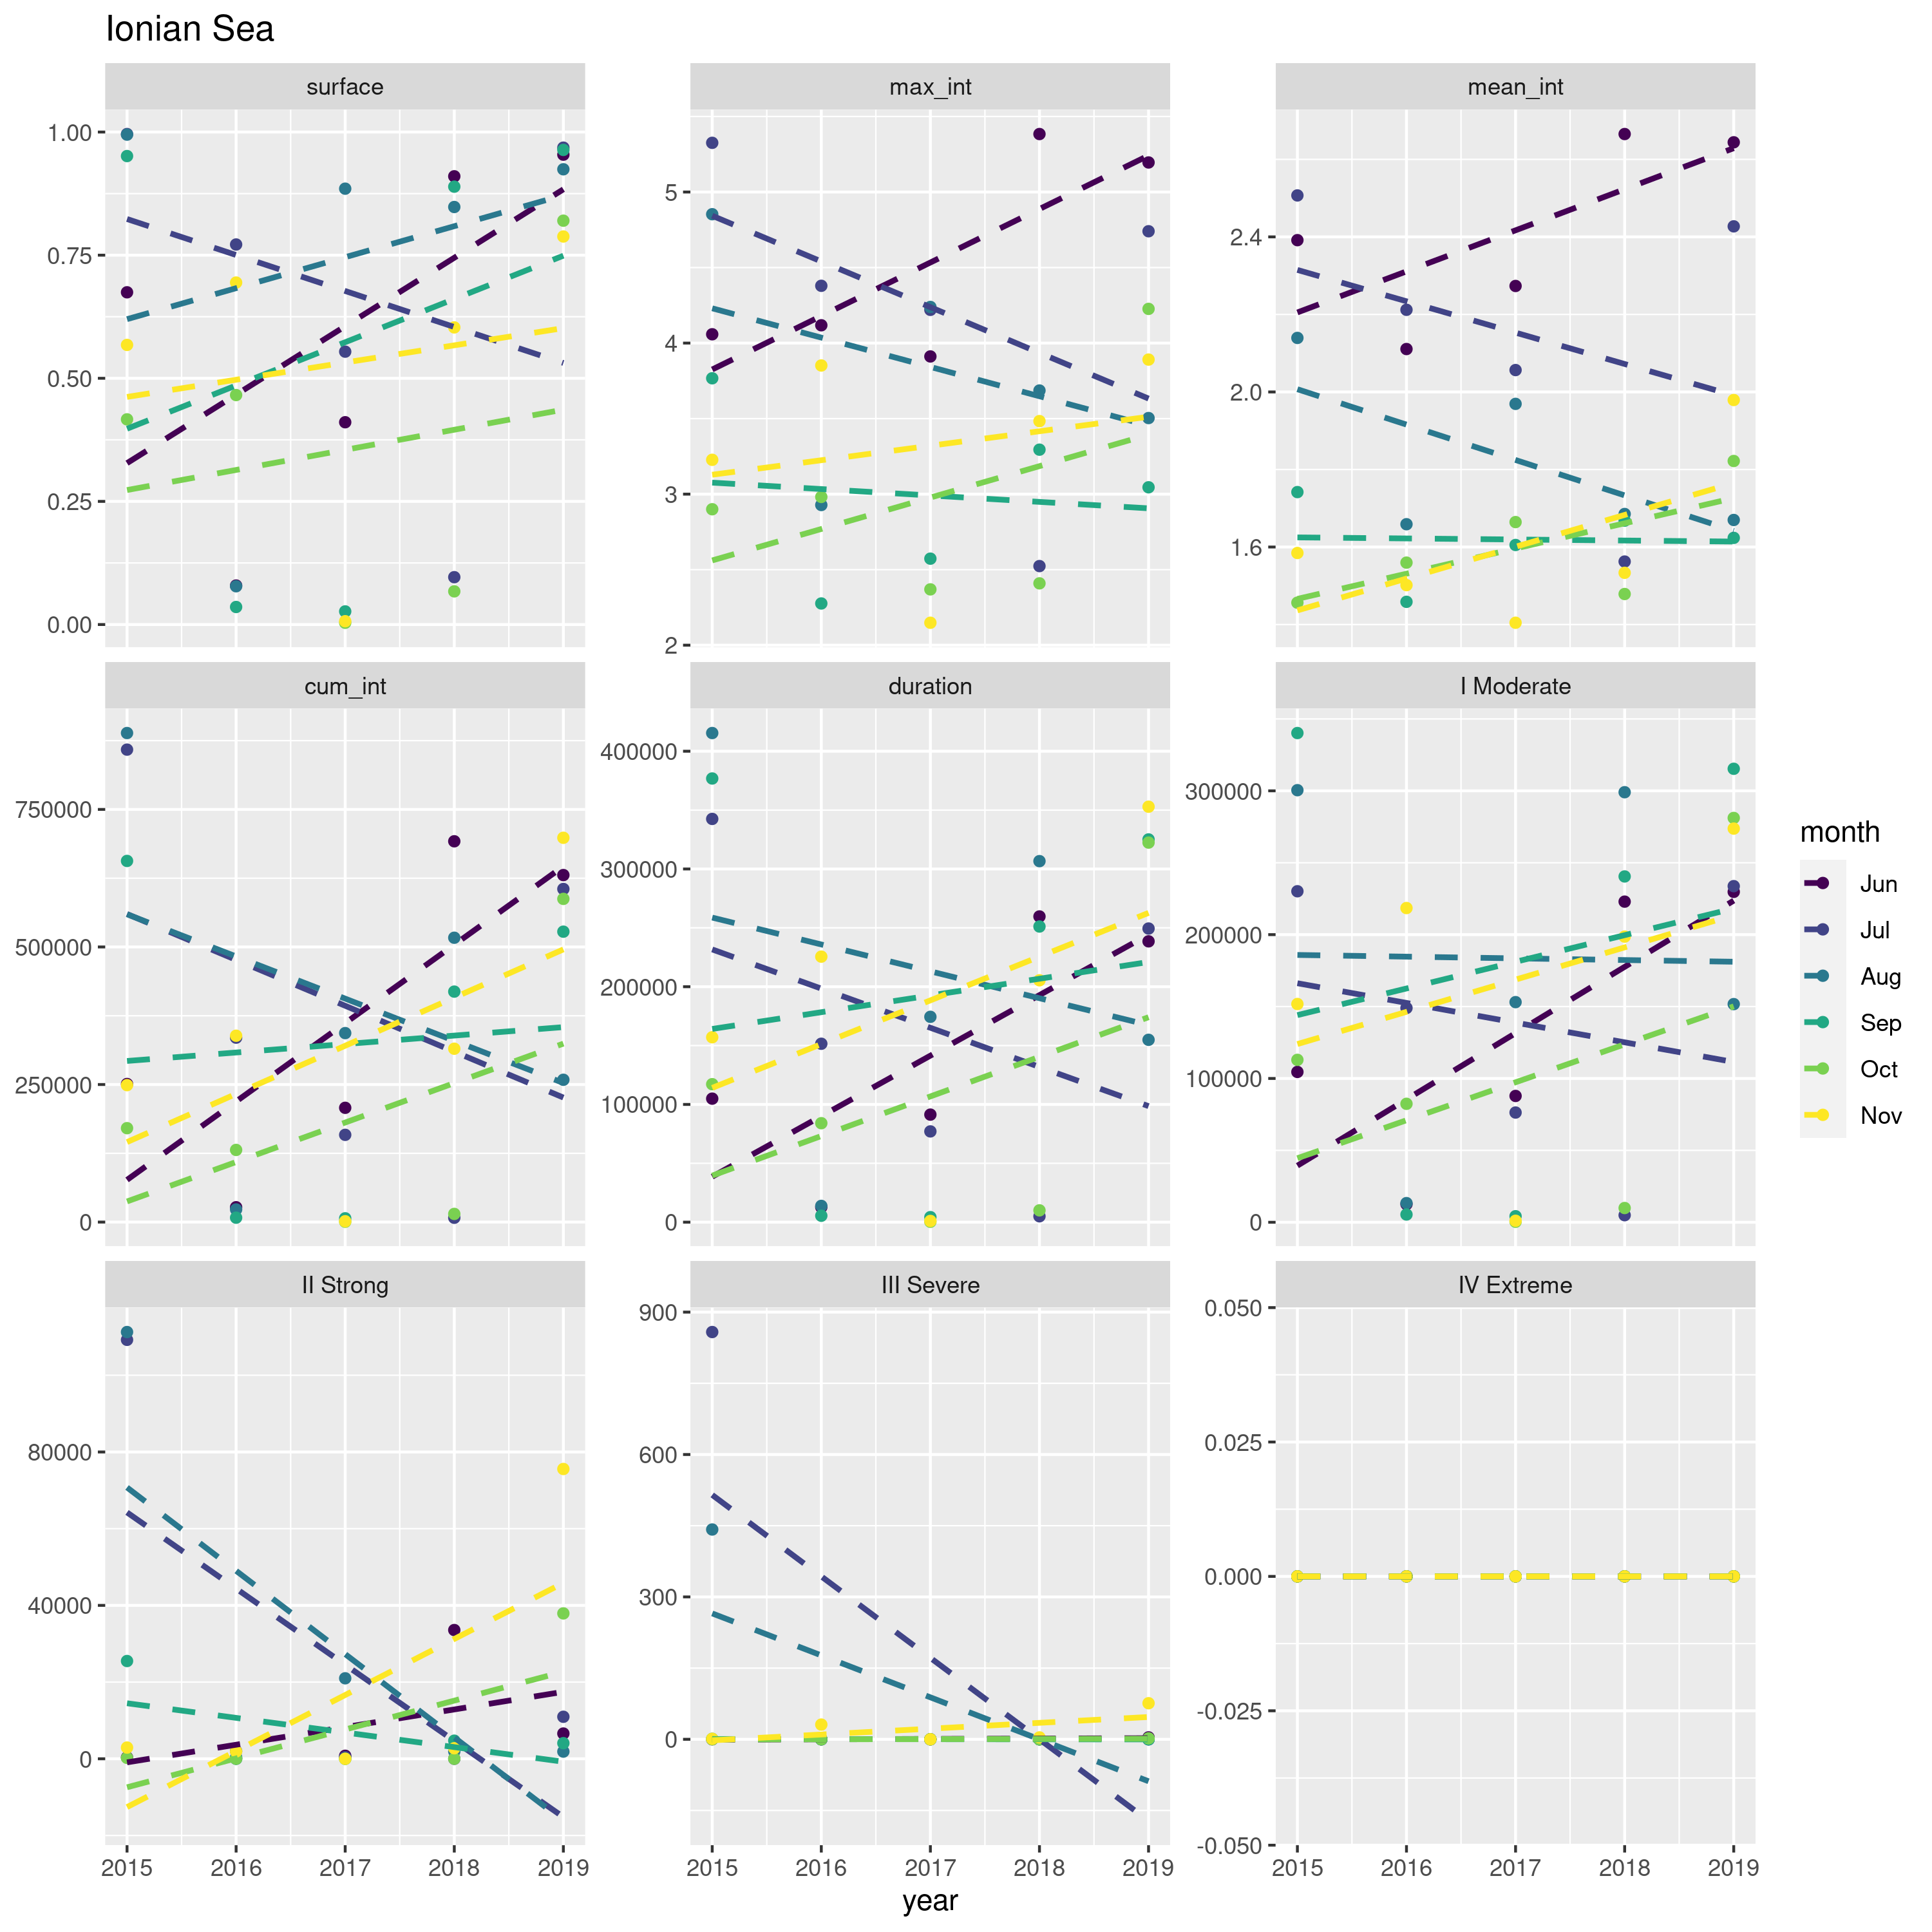 Ionian Sea
surface
max_int
mean_int
1.00
0.75
0.50
0.25
0.00
5
4
3
2
2.4
2.0
1.6
cum_int
duration
I Moderate
750000
500000
250000
0
400000
300000
200000
100000
0
300000
200000
100000
0
II Strong
III Severe
IV Extreme
80000
40000
0
900
600
300
0
0.050
0.025
0.000
-0.025
-0.050
2015 2016 2017 2018 2019
2015 2016 2017 2018 2019
2015 2016 2017 2018 2019
year
month
Jun
Jul
Aug
Sep
Oct
Nov